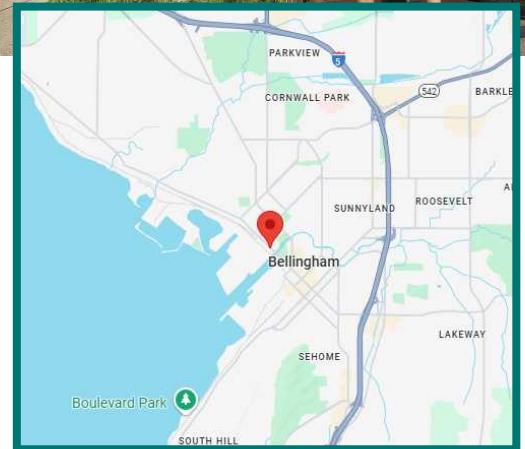 PARKVIEW
5
CORNWALL PARK
542
BARKLE
SUNNYLAND
ROOSEVELT
A
Bellingham
LAKEWAY
SEHOME
Boulevard Park
SOUTH HILL